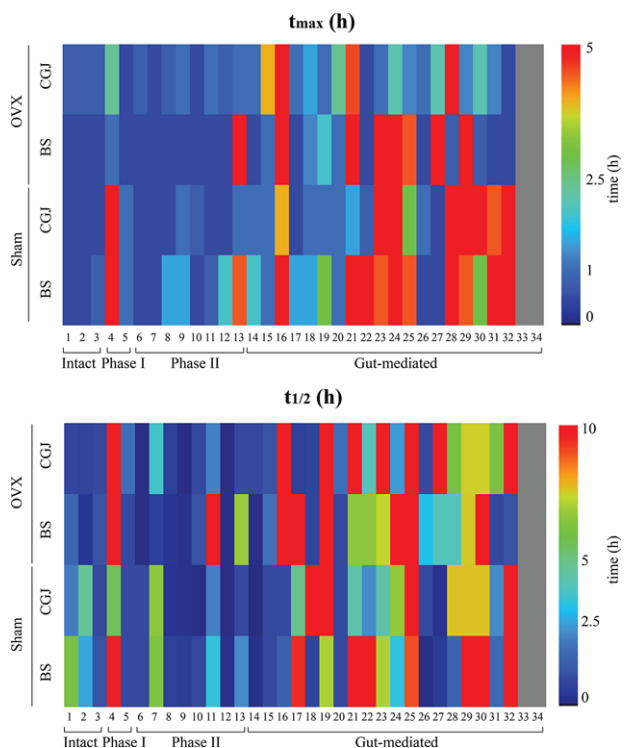 tmax (h)
OVX
CGJ
BS
Sham
CGJ
BS
5
2.5
1
0
time (h)
1 2 3 4 5 6 7 8 9 10 11 12 13 14 15 16 17 18 19 20 21 22 23 24 25 26 27 28 29 30 31 32 33 34
Intact Phase I Phase II Gut-mediated
t1/2 (h)
OVX
CGJ
BS
Sham
CGJ
BS
10
5
2.5
0
time (h)
1 2 3 4 5 6 7 8 9 10 11 12 13 14 15 16 17 18 19 20 21 22 23 24 25 26 27 28 29 30 31 32 33 34
Intact Phase I Phase II Gut-mediated